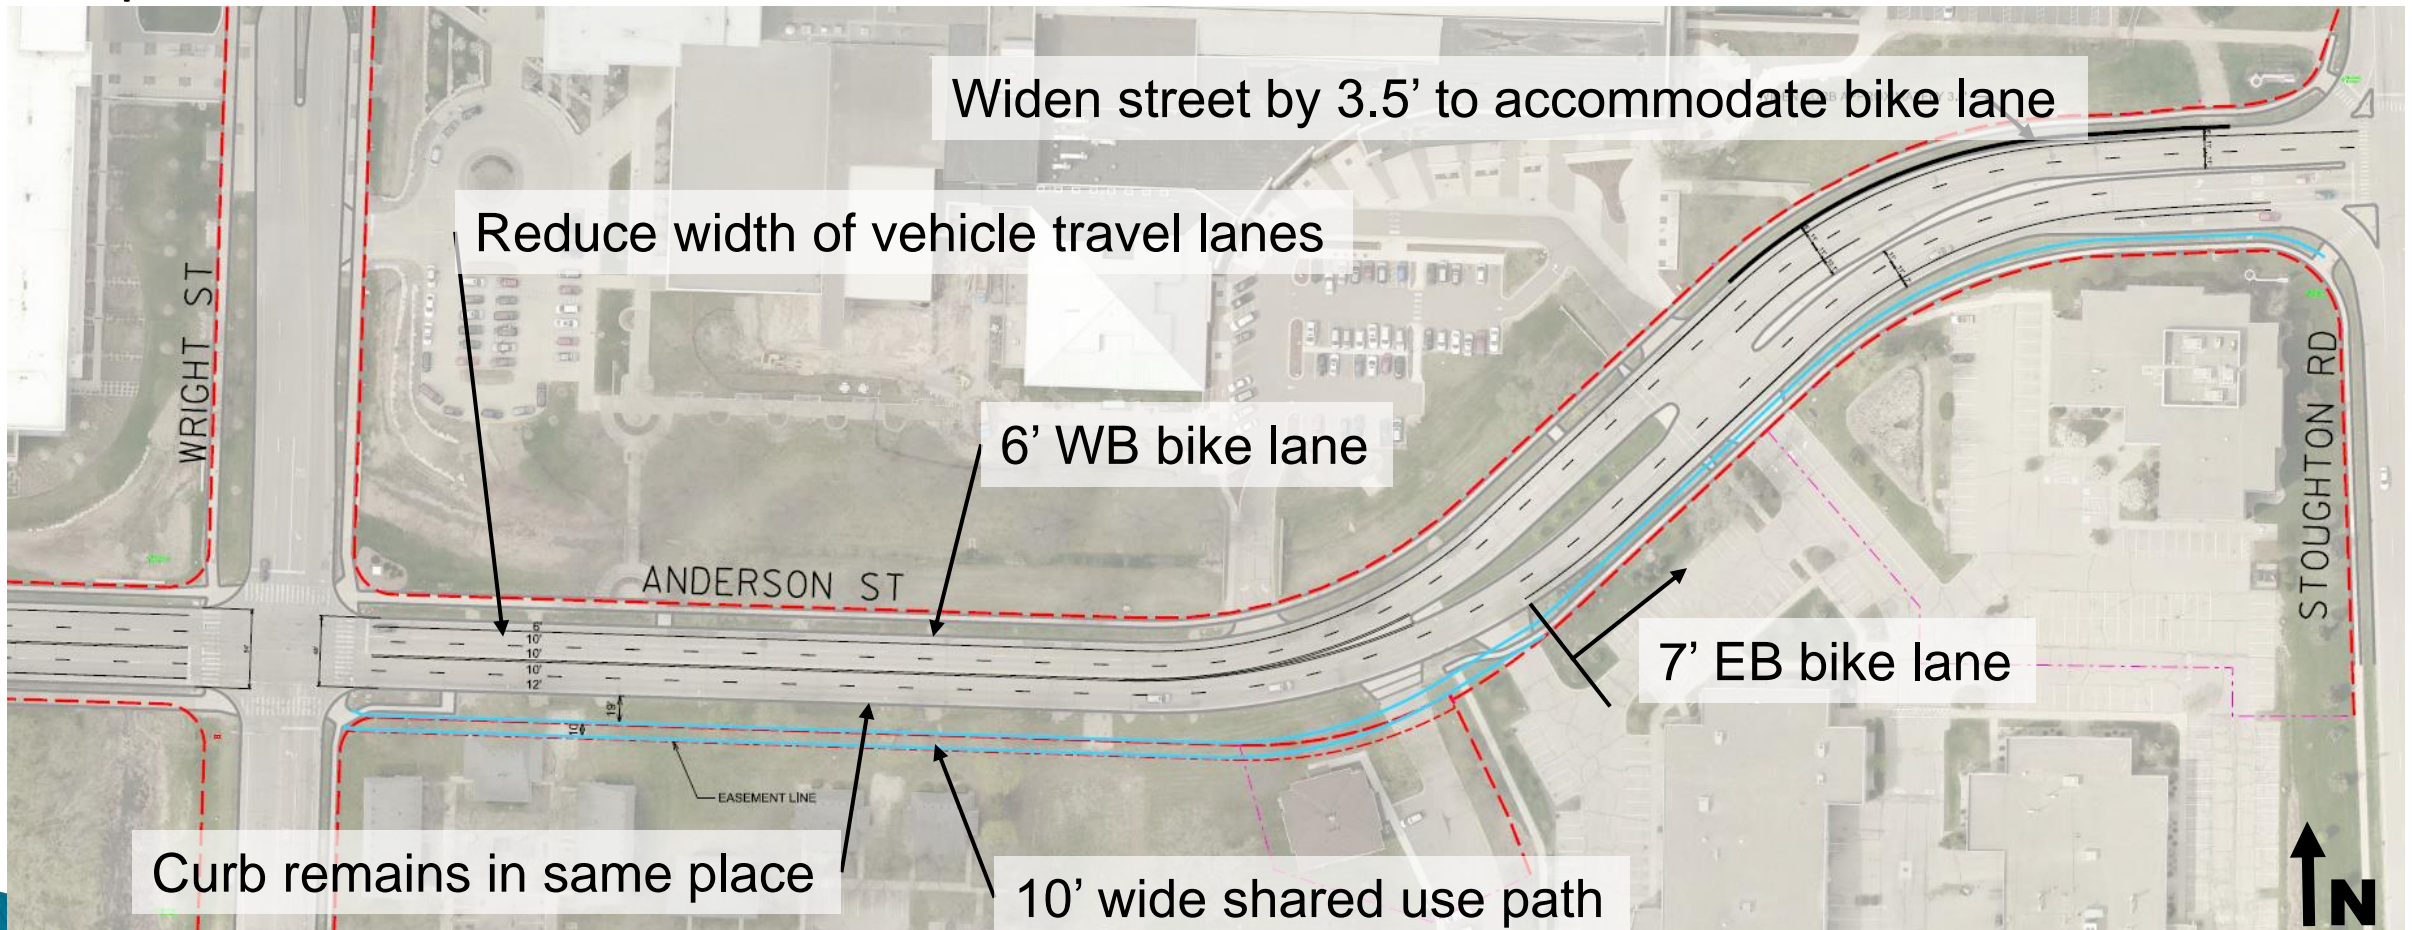 Widen street by 3.5’ to accommodate bike lane
Reduce width of vehicle travel lanes
WRIGHT ST
6’ WB bike lane
STOUGHTON RD
ANDERSON ST
6'
10'
10'
10'
12'
7’ EB bike lane
19'
10'
EASEMENT LINE
Curb remains in same place
10’ wide shared use path
N